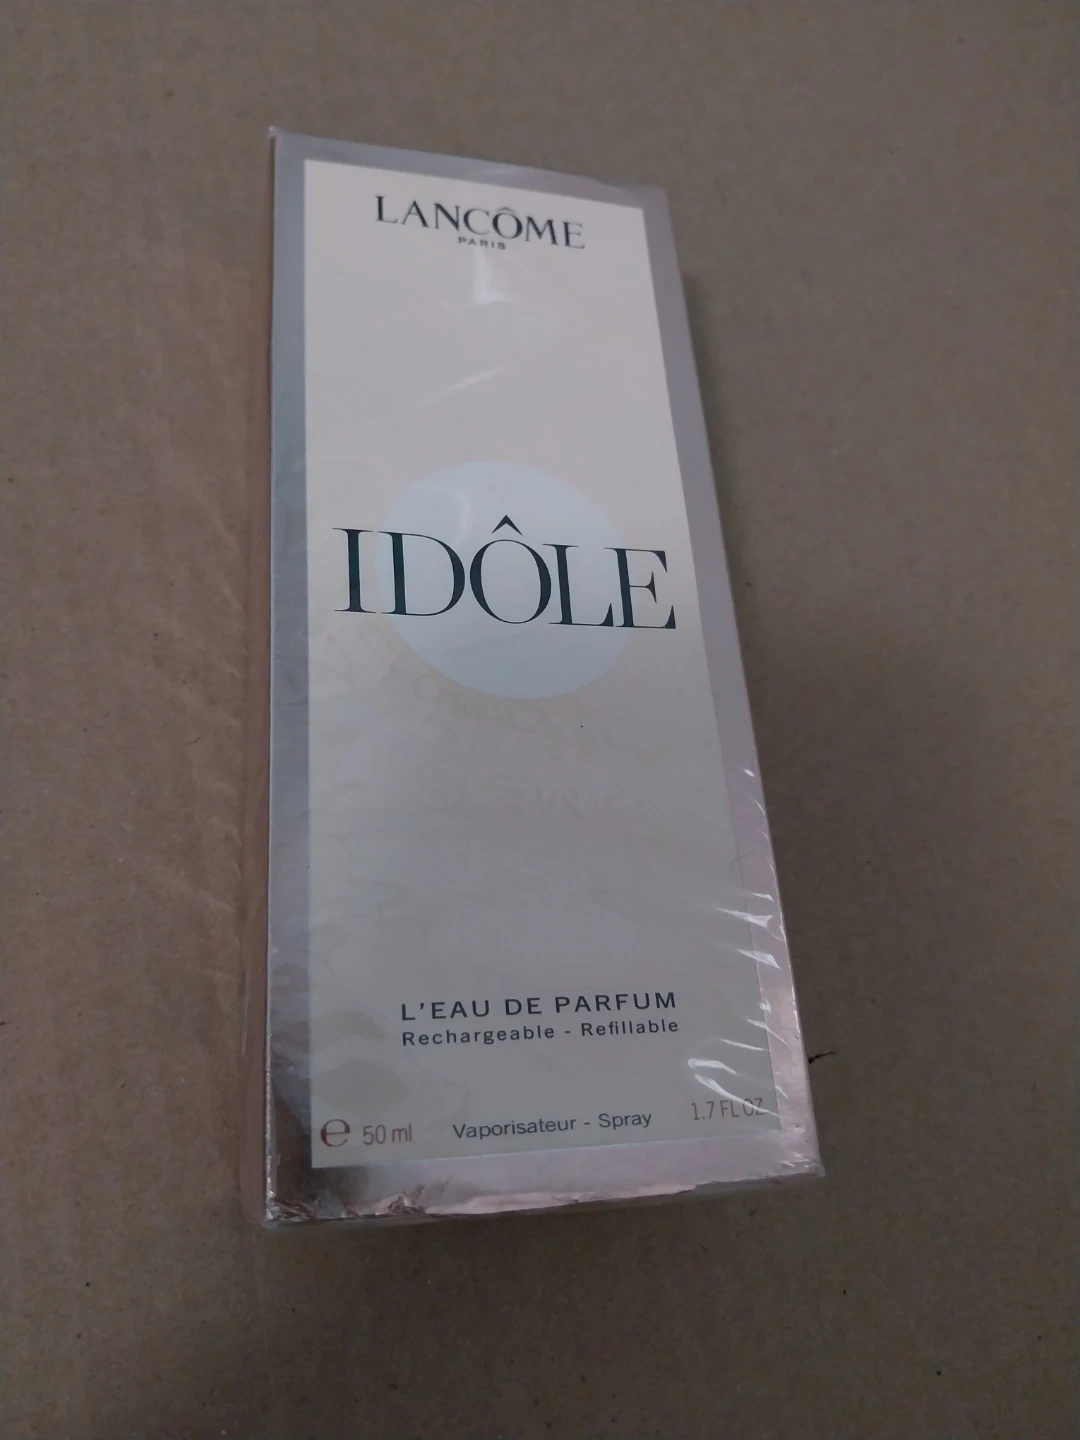 LANCÔME
PARIS
IDÔLE
L'EAU DE PARFUM
Rechargeable - Refillable
℮ 50 ml Vaporisateur - Spray 1.7 FL OZ.